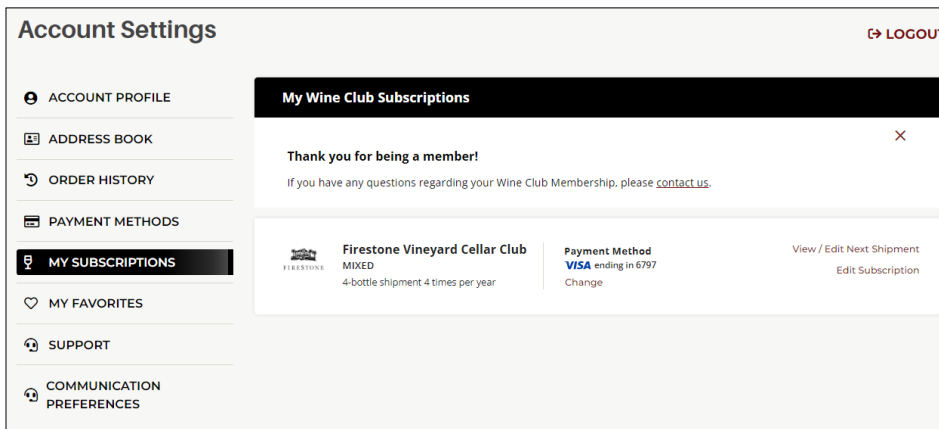 Account Settings
LOGOUT
ACCOUNT PROFILE
ADDRESS BOOK
ORDER HISTORY
PAYMENT METHODS
MY SUBSCRIPTIONS
MY FAVORITES
SUPPORT
COMMUNICATION
PREFERENCES
My Wine Club Subscriptions
Thank you for being a member!
If you have any questions regarding your Wine Club Membership, please contact us.
FIRESTONE
Firestone Vineyard Cellar Club
MIXED
4-bottle shipment 4 times per year
Payment Method
VISA ending in 6797
Change
View / Edit Next Shipment
Edit Subscription